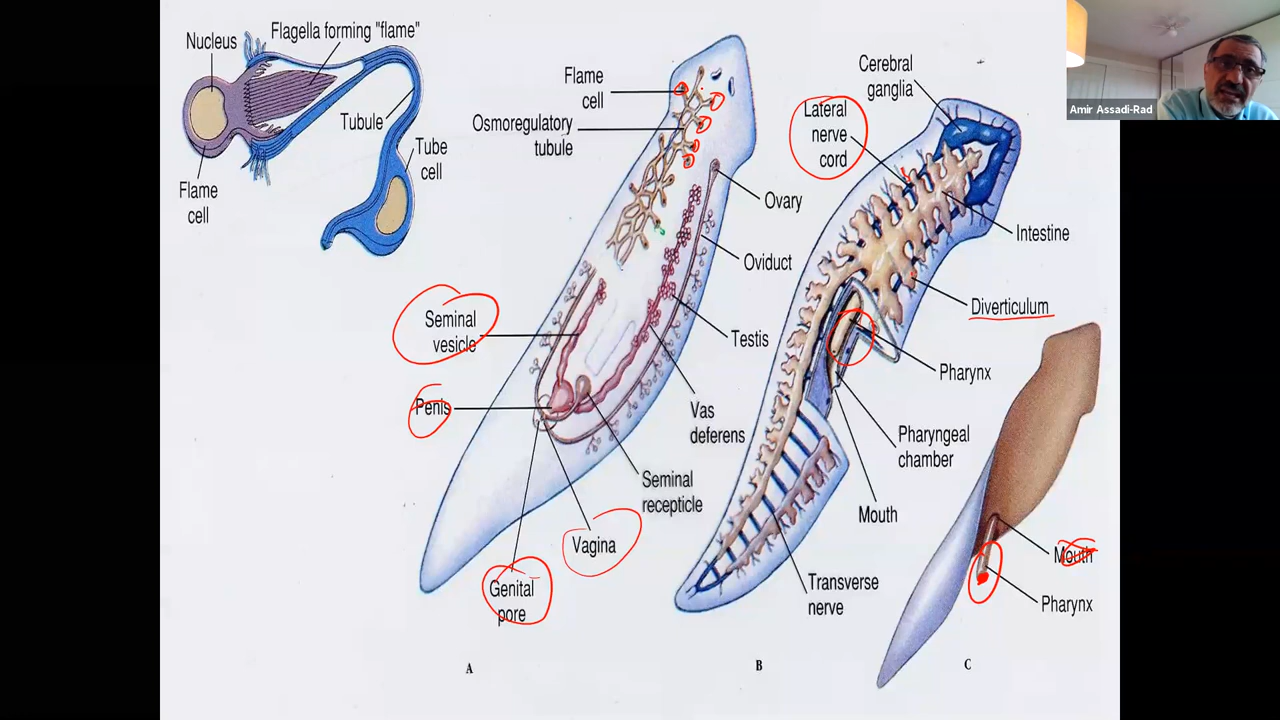 Nucleus
Flagella forming "flame"
Tubule
Tube
cell
Flame
cell
Flame
cell
Osmoregulatory
tubule
Ovary
Oviduct
Testis
Vas
deferens
Seminal
recepticle
Seminal
vesicle
Penis
Vagina
Genital
pore
A
Cerebral
ganglia
Lateral
nerve
cord
Intestine
Diverticulum
Pharynx
Pharyngeal
chamber
Mouth
Transverse
nerve
B
Mouth
Pharynx
C
Amir Assadi-Rad